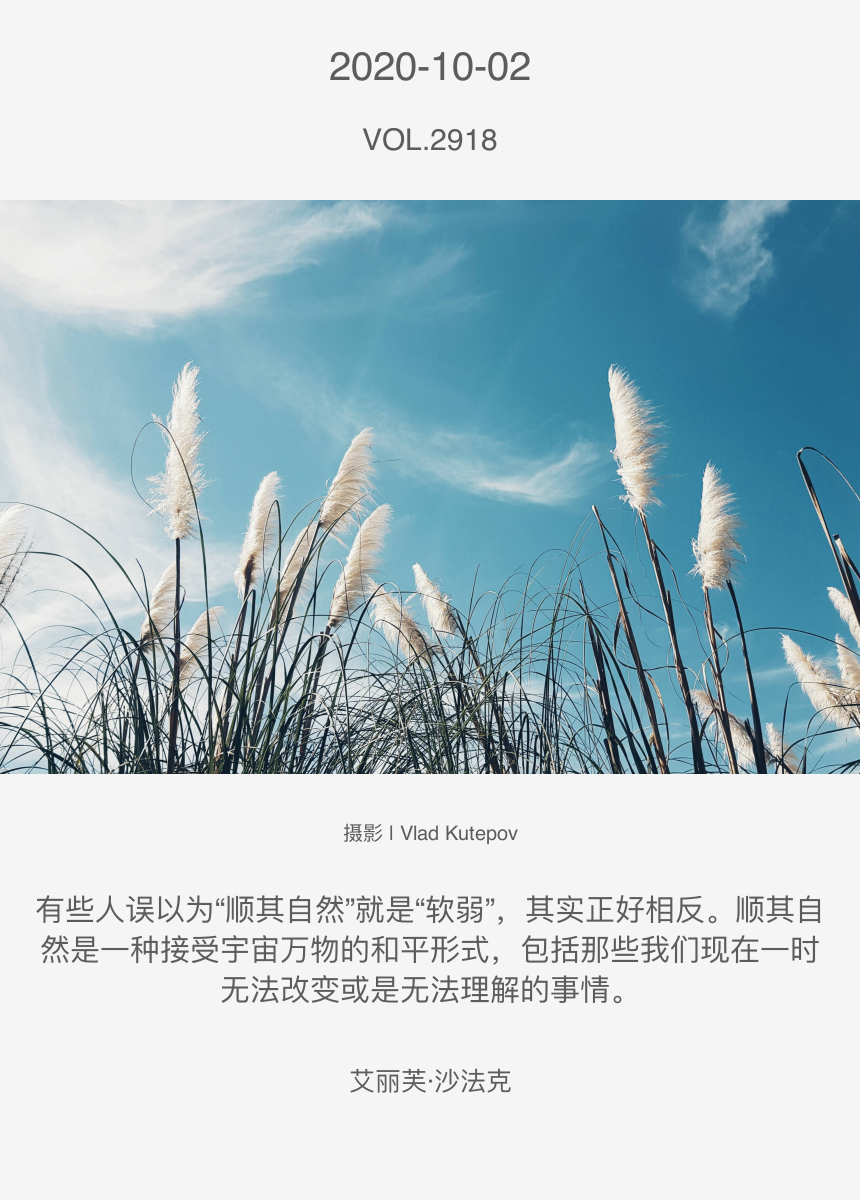 2020-10-02
VOL.2918
摄影 | Vlad Kutepov
有些人误以为“顺其自然”就是“软弱”，其实正好相反。顺其自
然是一种接受宇宙万物的和平形式，包括那些我们现在一时
无法改变或是无法理解的事情。
艾丽芙·沙法克